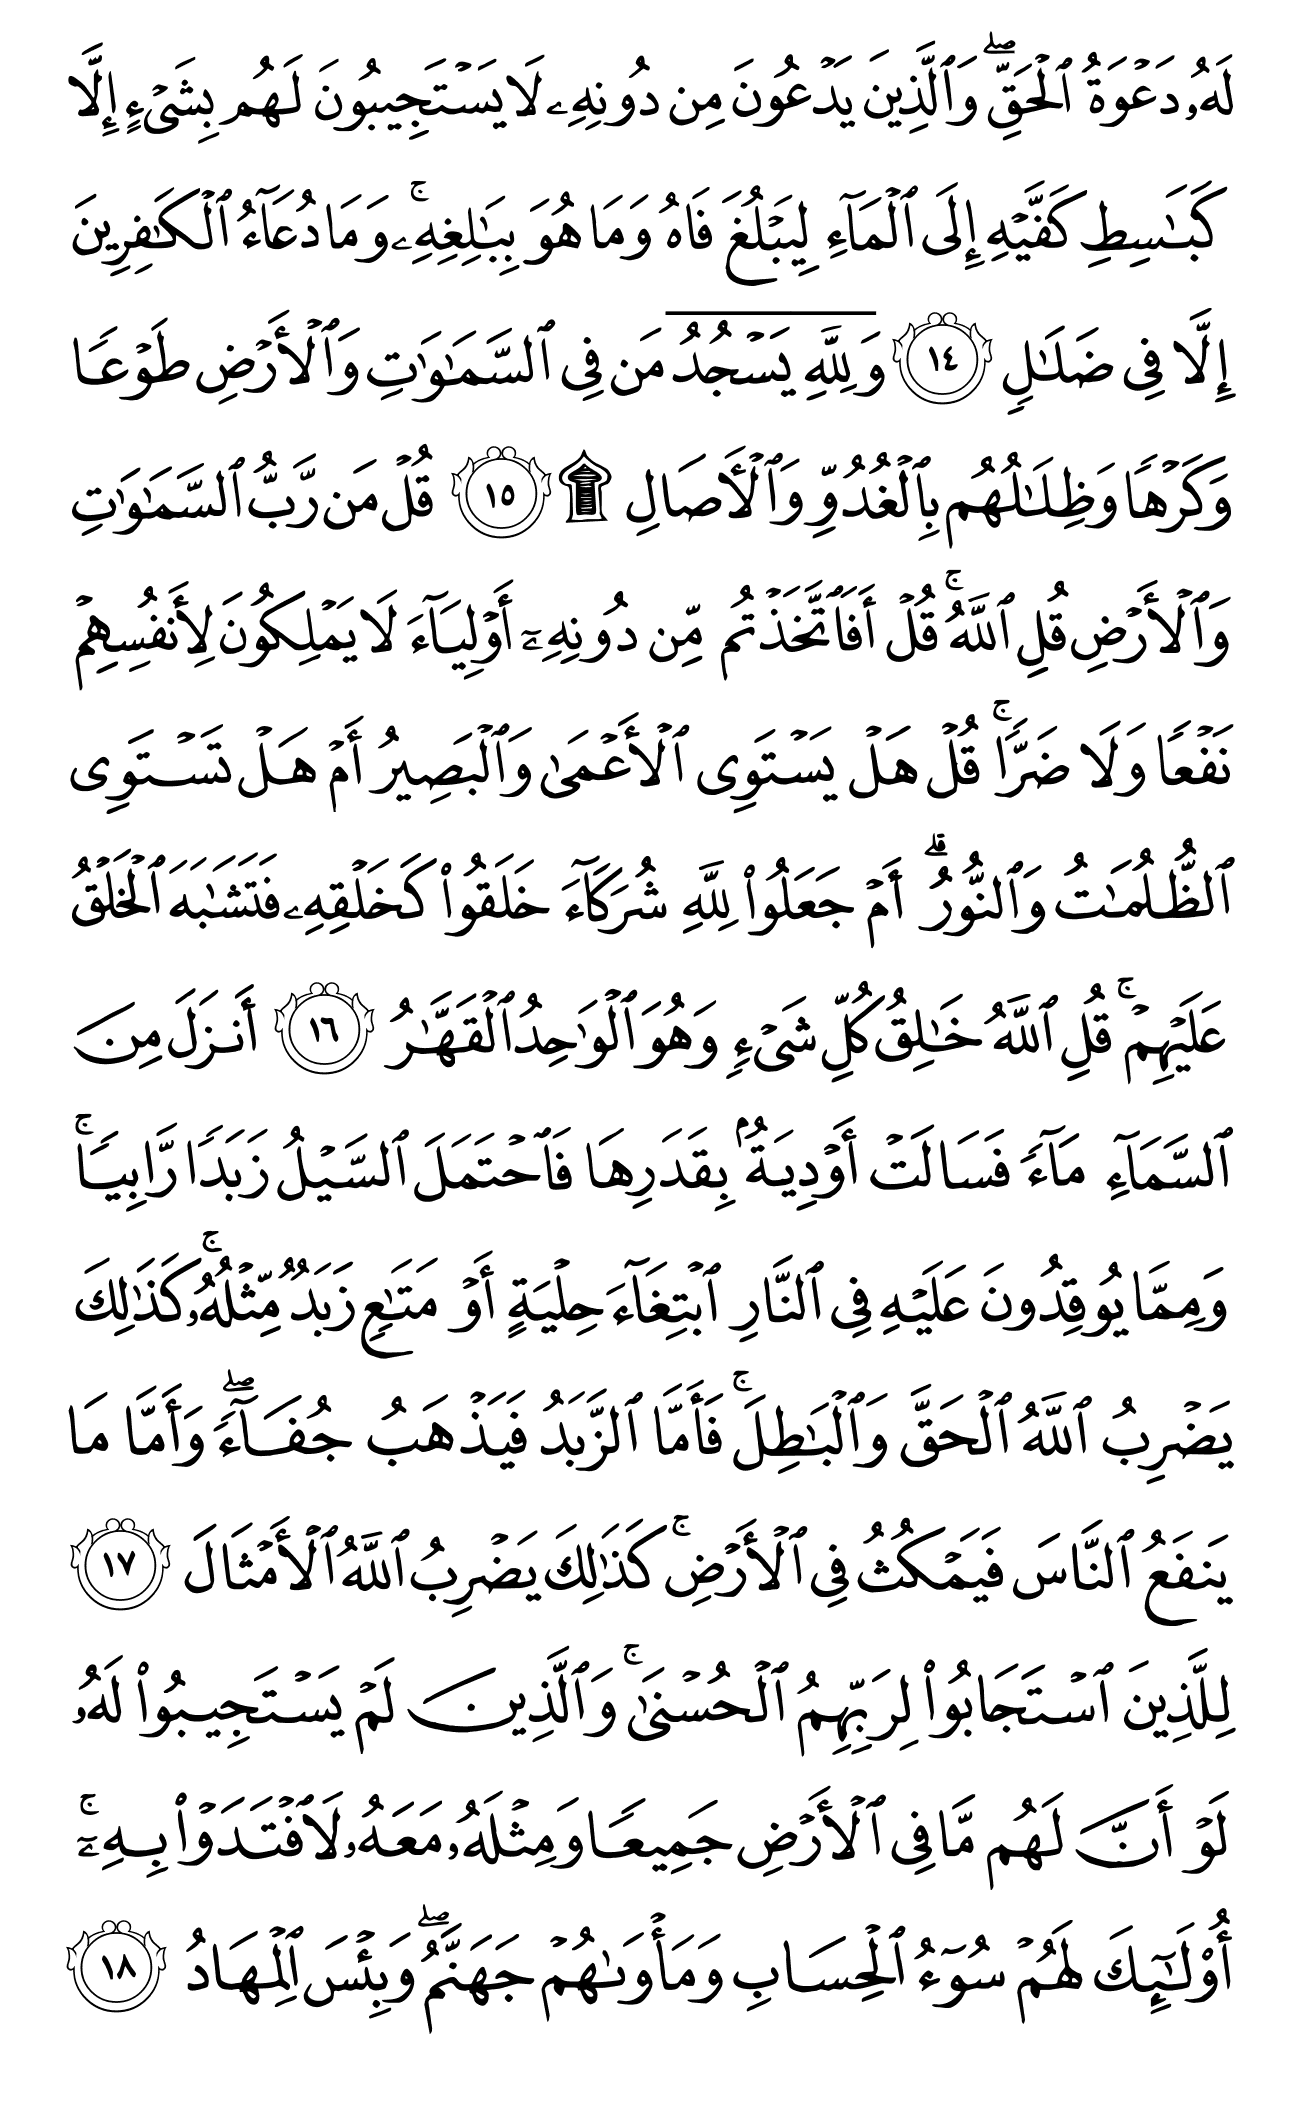 لَهُۥ دَعۡوَةُ ٱلۡحَقِّۖ وَٱلَّذِينَ يَدۡعُونَ مِن دُونِهِۦ لَا يَسۡتَجِيبُونَ لَهُم بِشَيۡءٍ إِلَّا
كَبَٰسِطِ كَفَّيۡهِ إِلَى ٱلۡمَآءِ لِيَبۡلُغَ فَاهُ وَمَا هُوَ بِبَٰلِغِهِۦۚ وَمَا دُعَآءُ ٱلۡكَٰفِرِينَ
إِلَّا فِي ضَلَٰلٖ ١٤ وَلِلَّهِۤ يَسۡجُدُۤ مَن فِي ٱلسَّمَٰوَٰتِ وَٱلۡأَرۡضِ طَوۡعٗا
وَكَرۡهٗا وَظِلَٰلُهُم بِٱلۡغُدُوِّ وَٱلۡأٓصَالِ ۩ ١٥ قُلۡ مَن رَّبُّ ٱلسَّمَٰوَٰتِ
وَٱلۡأَرۡضِ قُلِ ٱللَّهُۚ قُلۡ أَفَٱتَّخَذۡتُم مِّن دُونِهِۦٓ أَوۡلِيَآءَ لَا يَمۡلِكُونَ لِأَنفُسِهِمۡ
نَفۡعٗا وَلَا ضَرّٗاۚ قُلۡ هَلۡ يَسۡتَوِي ٱلۡأَعۡمَىٰ وَٱلۡبَصِيرُ أَمۡ هَلۡ تَسۡتَوِي
ٱلظُّلُمَٰتُ وَٱلنُّورُۗ أَمۡ جَعَلُواْ لِلَّهِ شُرَكَآءَ خَلَقُواْ كَخَلۡقِهِۦ فَتَشَٰبَهَ ٱلۡخَلۡقُ
عَلَيۡهِمۡۚ قُلِ ٱللَّهُ خَٰلِقُ كُلِّ شَيۡءٖ وَهُوَ ٱلۡوَٰحِدُ ٱلۡقَهَّٰرُ ١٦ أَنزَلَ مِنَ
ٱلسَّمَآءِ مَآءٗ فَسَالَتۡ أَوۡدِيَةُۢ بِقَدَرِهَا فَٱحۡتَمَلَ ٱلسَّيۡلُ زَبَدٗا رَّابِيٗاۚ
وَمِمَّا يُوقِدُونَ عَلَيۡهِ فِي ٱلنَّارِ ٱبۡتِغَآءَ حِلۡيَةٍ أَوۡ مَتَٰعٖ زَبَدٞ مِّثۡلُهُۥۚ كَذَٰلِكَ
يَضۡرِبُ ٱللَّهُ ٱلۡحَقَّ وَٱلۡبَٰطِلَۚ فَأَمَّا ٱلزَّبَدُ فَيَذۡهَبُ جُفَآءٗۖ وَأَمَّا مَا
يَنفَعُ ٱلنَّاسَ فَيَمۡكُثُ فِي ٱلۡأَرۡضِۚ كَذَٰلِكَ يَضۡرِبُ ٱللَّهُ ٱلۡأَمۡثَالَ ١٧
لِلَّذِينَ ٱسۡتَجَابُواْ لِرَبِّهِمُ ٱلۡحُسۡنَىٰۚ وَٱلَّذِينَ لَمۡ يَسۡتَجِيبُواْ لَهُۥ
لَوۡ أَنَّ لَهُم مَّا فِي ٱلۡأَرۡضِ جَمِيعٗا وَمِثۡلَهُۥ مَعَهُۥ لَٱفۡتَدَوۡاْ بِهِۦٓۚ
أُوْلَٰٓئِكَ لَهُمۡ سُوٓءُ ٱلۡحِسَابِ وَمَأۡوَىٰهُمۡ جَهَنَّمُۖ وَبِئۡسَ ٱلۡمِهَادُ ١٨